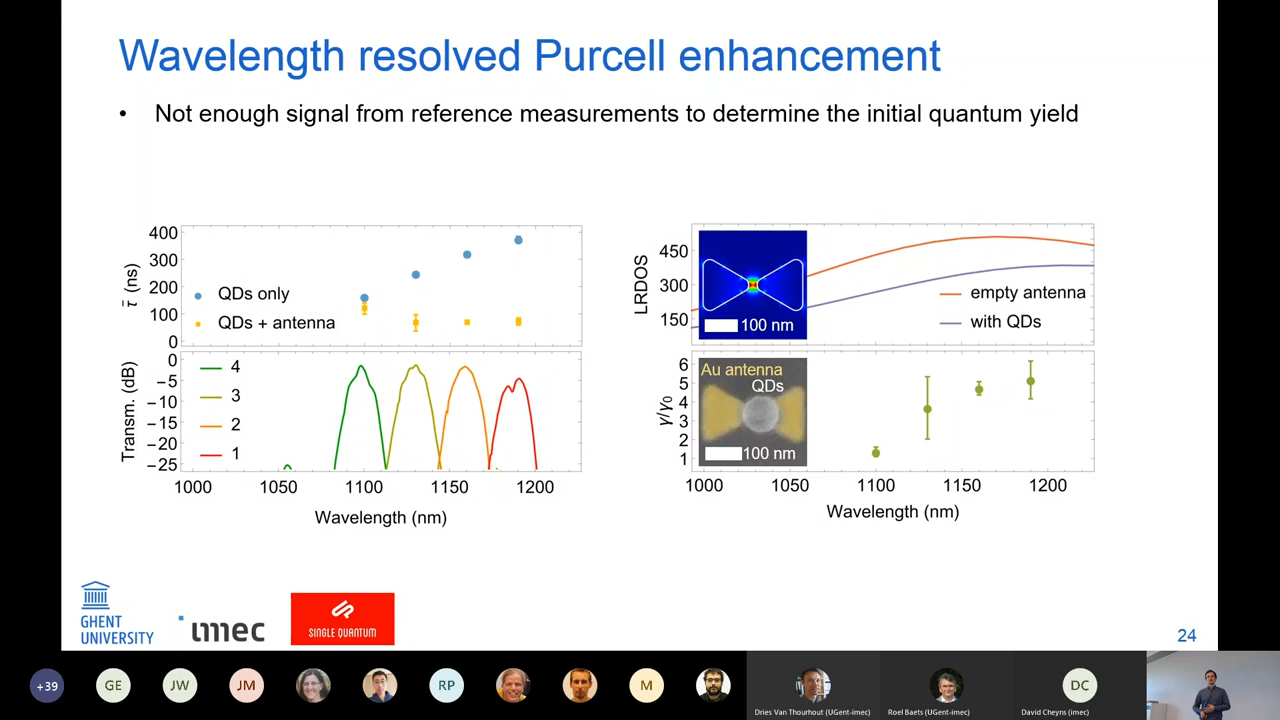 Wavelength resolved Purcell enhancement
• Not enough signal from reference measurements to determine the initial quantum yield
400
300
200
100
0
τ̄ (ns)
QDs only
QDs + antenna
0
−5
−10
−15
−20
−25
Transm. (dB)
4
3
2
1
1000 1050 1100 1150 1200
Wavelength (nm)
450
300
150
LRDOS
100 nm
empty antenna
with QDs
6
5
4
3
2
1
γ/γ₀
Au antenna
QDs
100 nm
1000 1050 1100 1150 1200
Wavelength (nm)
GHENT
UNIVERSITY
imec
SINGLE QUANTUM
24
+39
GE
JW
JM
RP
M
DC
Dries Van Thourhout (UGent-imec)
Roel Baets (UGent-imec)
David Cheyns (imec)